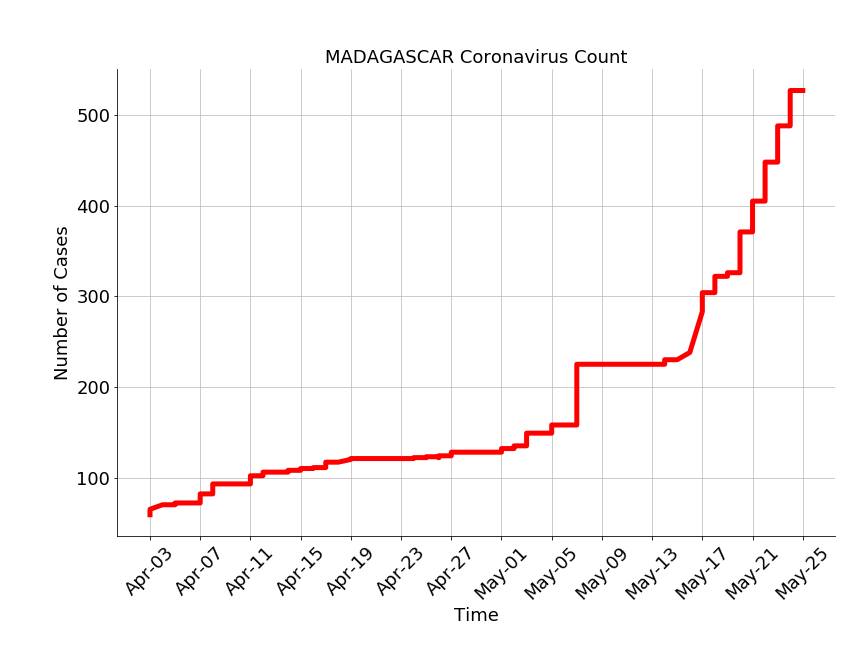 MADAGASCAR Coronavirus Count
500
400
300
200
100
Number of Cases
Apr-03
Apr-07
Apr-11
Apr-15
Apr-19
Apr-23
Apr-27
May-01
May-05
May-09
May-13
May-17
May-21
May-25
Time